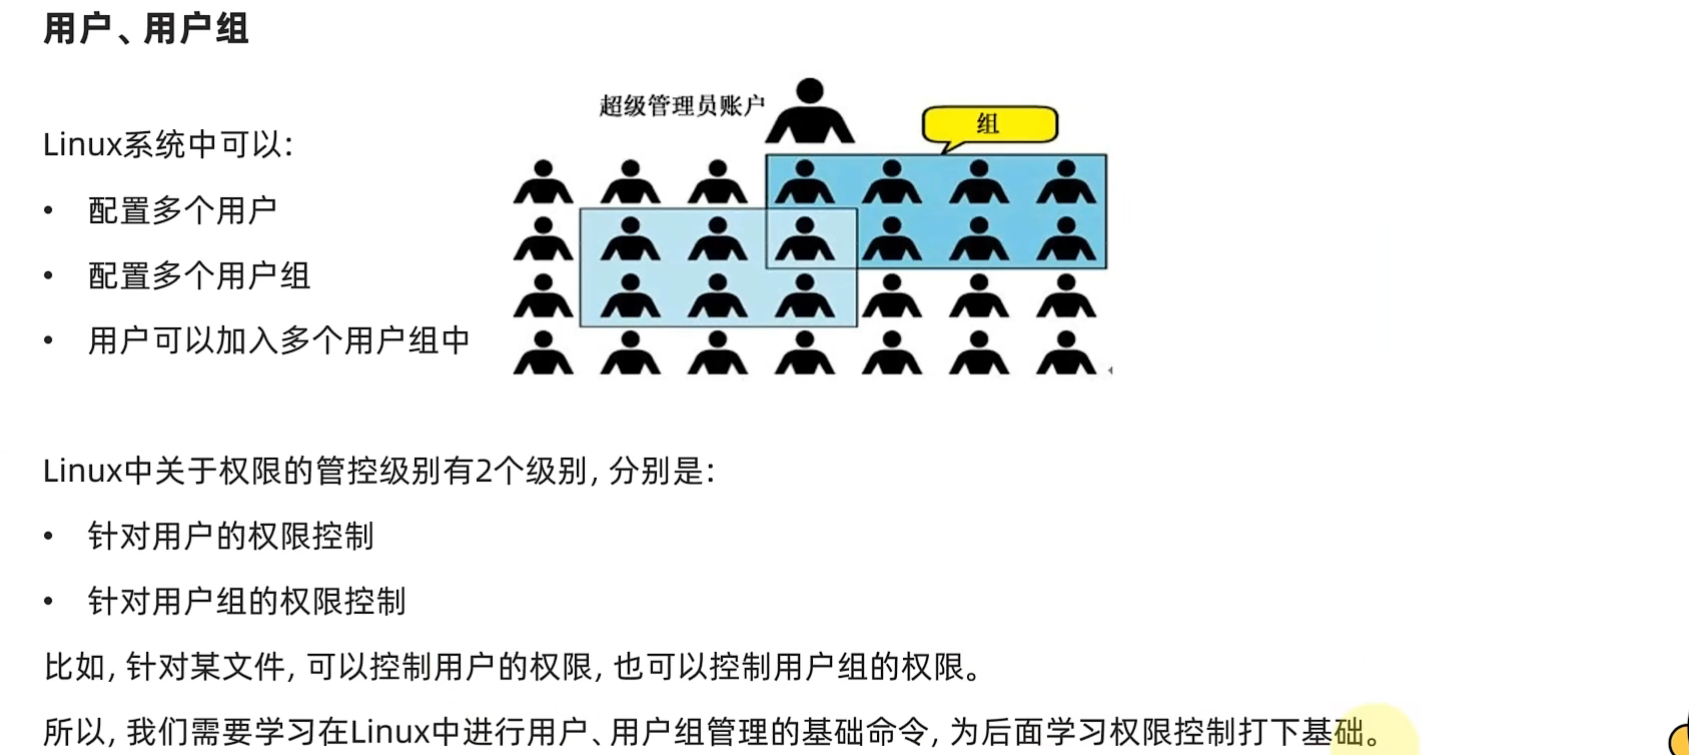 用户、用户组
超级管理员账户
组
Linux系统中可以：
• 配置多个用户
• 配置多个用户组
• 用户可以加入多个用户组中
Linux中关于权限的管控级别有2个级别, 分别是：
• 针对用户的权限控制
• 针对用户组的权限控制
比如, 针对某文件, 可以控制用户的权限, 也可以控制用户组的权限。
所以, 我们需要学习在Linux中进行用户、用户组管理的基础命令, 为后面学习权限控制打下基础。